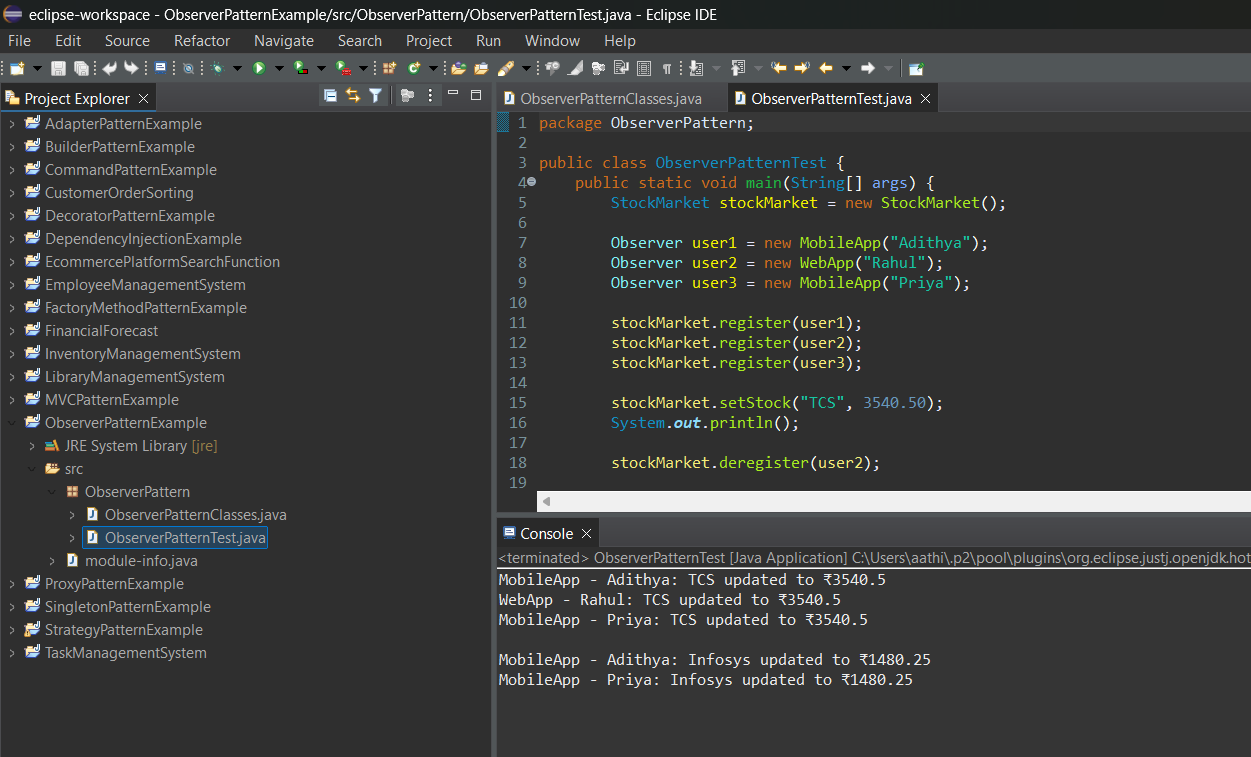 eclipse-workspace - ObserverPatternExample/src/ObserverPattern/ObserverPatternTest.java - Eclipse IDE
File Edit Source Refactor Navigate Search Project Run Window Help
Project Explorer
AdapterPatternExample
BuilderPatternExample
CommandPatternExample
CustomerOrderSorting
DecoratorPatternExample
DependencyInjectionExample
EcommercePlatformSearchFunction
EmployeeManagementSystem
FactoryMethodPatternExample
FinancialForecast
InventoryManagementSystem
LibraryManagementSystem
MVCPatternExample
ObserverPatternExample
JRE System Library [jre]
src
ObserverPattern
ObserverPatternClasses.java
ObserverPatternTest.java
module-info.java
ProxyPatternExample
SingletonPatternExample
StrategyPatternExample
TaskManagementSystem
ObserverPatternClasses.java ObserverPatternTest.java
1 package ObserverPattern;
2
3 public class ObserverPatternTest {
4 public static void main(String[] args) {
5 StockMarket stockMarket = new StockMarket();
6
7 Observer user1 = new MobileApp("Adithya");
8 Observer user2 = new WebApp("Rahul");
9 Observer user3 = new MobileApp("Priya");
10
11 stockMarket.register(user1);
12 stockMarket.register(user2);
13 stockMarket.register(user3);
14
15 stockMarket.setStock("TCS", 3540.50);
16 System.out.println();
17
18 stockMarket.deregister(user2);
19
Console
<terminated> ObserverPatternTest [Java Application] C:\Users\aathi\.p2\pool\plugins\org.eclipse.justj.openjdk.hot
MobileApp - Adithya: TCS updated to ₹3540.5
WebApp - Rahul: TCS updated to ₹3540.5
MobileApp - Priya: TCS updated to ₹3540.5
MobileApp - Adithya: Infosys updated to ₹1480.25
MobileApp - Priya: Infosys updated to ₹1480.25